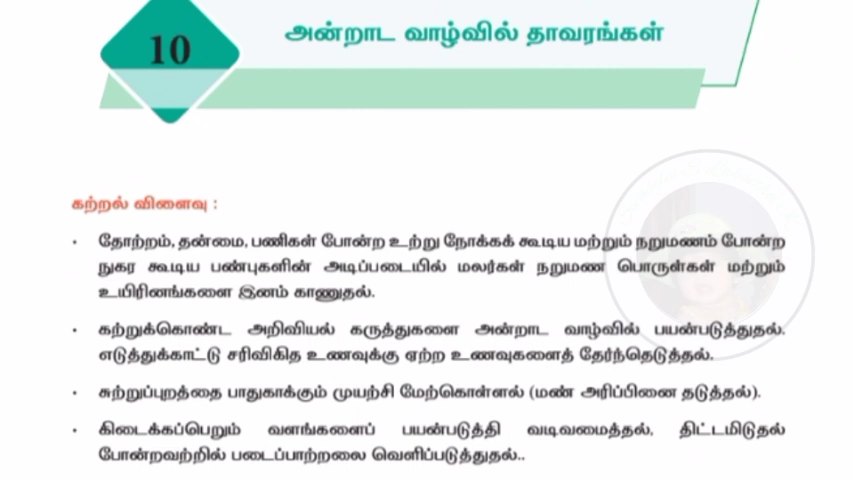 10
அன்றாட வாழ்வில் தாவரங்கள்
கற்றல் விளைவு :
• தோற்றம், தன்மை, பணிகள் போன்ற உற்று நோக்கக் கூடிய மற்றும் நறுமணம் போன்ற
நுகர கூடிய பண்புகளின் அடிப்படையில் மலர்கள் நறுமண பொருள்கள் மற்றும்
உயிரினங்களை இனம் காணுதல்.
• கற்றுக்கொண்ட அறிவியல் கருத்துகளை அன்றாட வாழ்வில் பயன்படுத்துதல்.
எடுத்துக்காட்டு சரிவிகித உணவுக்கு ஏற்ற உணவுகளைத் தேர்ந்தெடுத்தல்.
• சுற்றுப்புறத்தை பாதுகாக்கும் முயற்சி மேற்கொள்ளல் (மண் அரிப்பினை தடுத்தல்).
• கிடைக்கப்பெறும் வளங்களைப் பயன்படுத்தி வடிவமைத்தல், திட்டமிடுதல்
போன்றவற்றில் படைப்பாற்றலை வெளிப்படுத்துதல்..